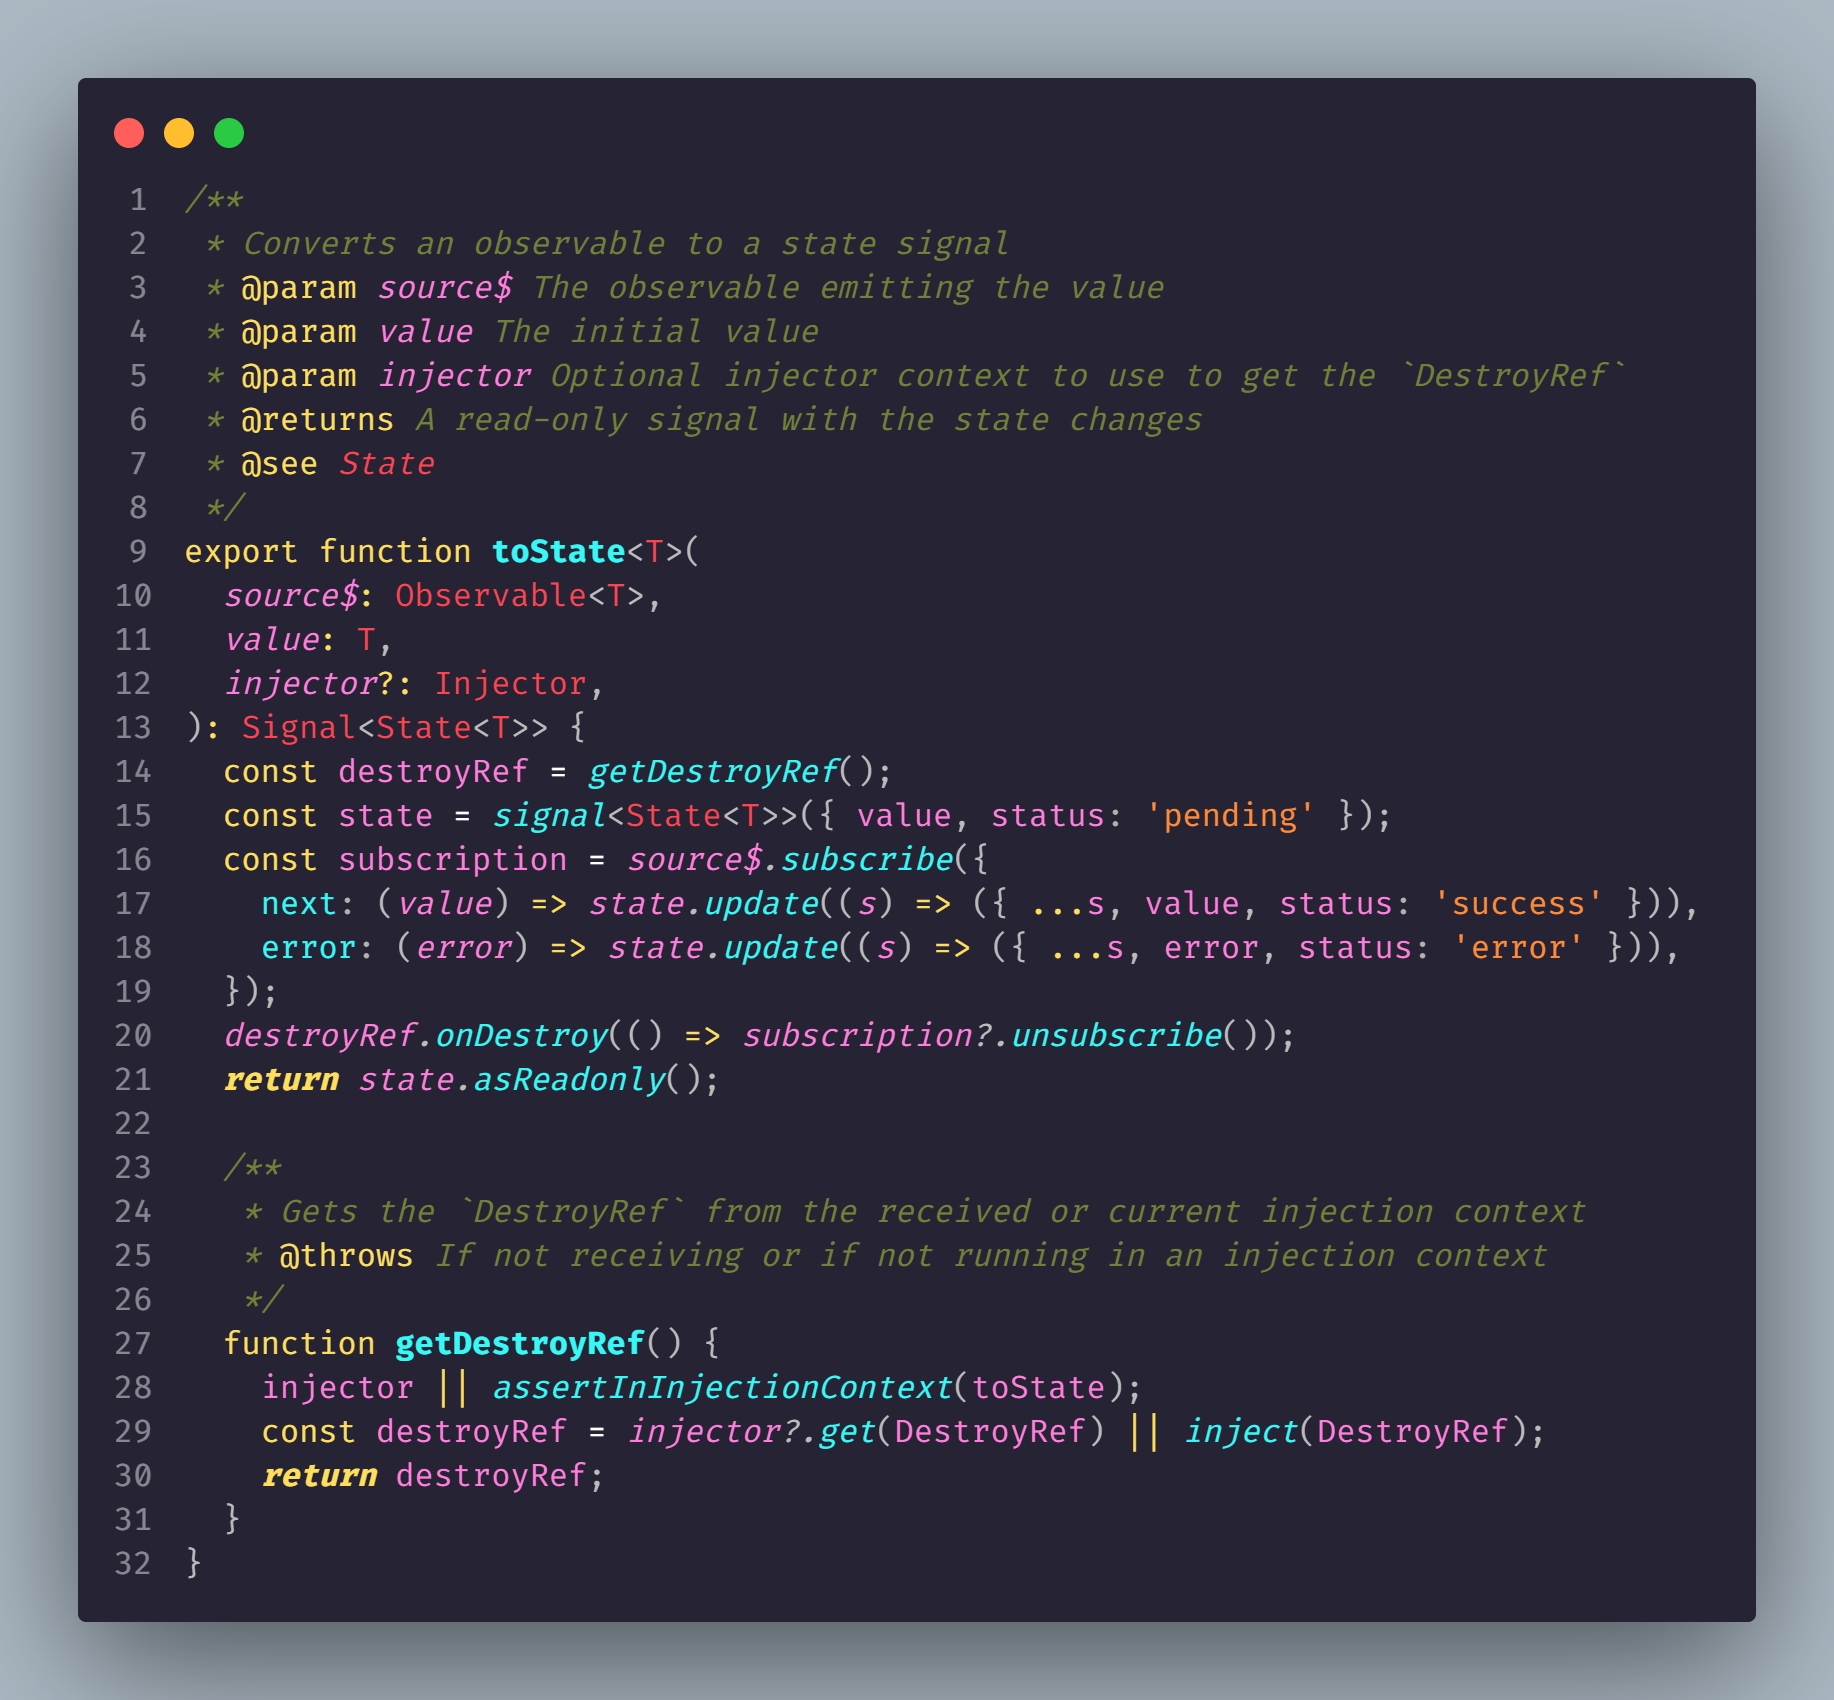 1 /**
2  * Converts an observable to a state signal
3  * @param source$ The observable emitting the value
4  * @param value The initial value
5  * @param injector Optional injector context to use to get the `DestroyRef`
6  * @returns A read-only signal with the state changes
7  * @see State
8  */
9 export function toState<T>(
10   source$: Observable<T>,
11   value: T,
12   injector?: Injector,
13 ): Signal<State<T>> {
14   const destroyRef = getDestroyRef();
15   const state = signal<State<T>>({ value, status: 'pending' });
16   const subscription = source$.subscribe({
17     next: (value) => state.update((s) => ({ ...s, value, status: 'success' })),
18     error: (error) => state.update((s) => ({ ...s, error, status: 'error' })),
19   });
20   destroyRef.onDestroy(() => subscription?.unsubscribe());
21   return state.asReadonly();
22
23   /**
24    * Gets the `DestroyRef` from the received or current injection context
25    * @throws If not receiving or if not running in an injection context
26    */
27   function getDestroyRef() {
28     injector || assertInInjectionContext(toState);
29     const destroyRef = injector?.get(DestroyRef) || inject(DestroyRef);
30     return destroyRef;
31   }
32 }